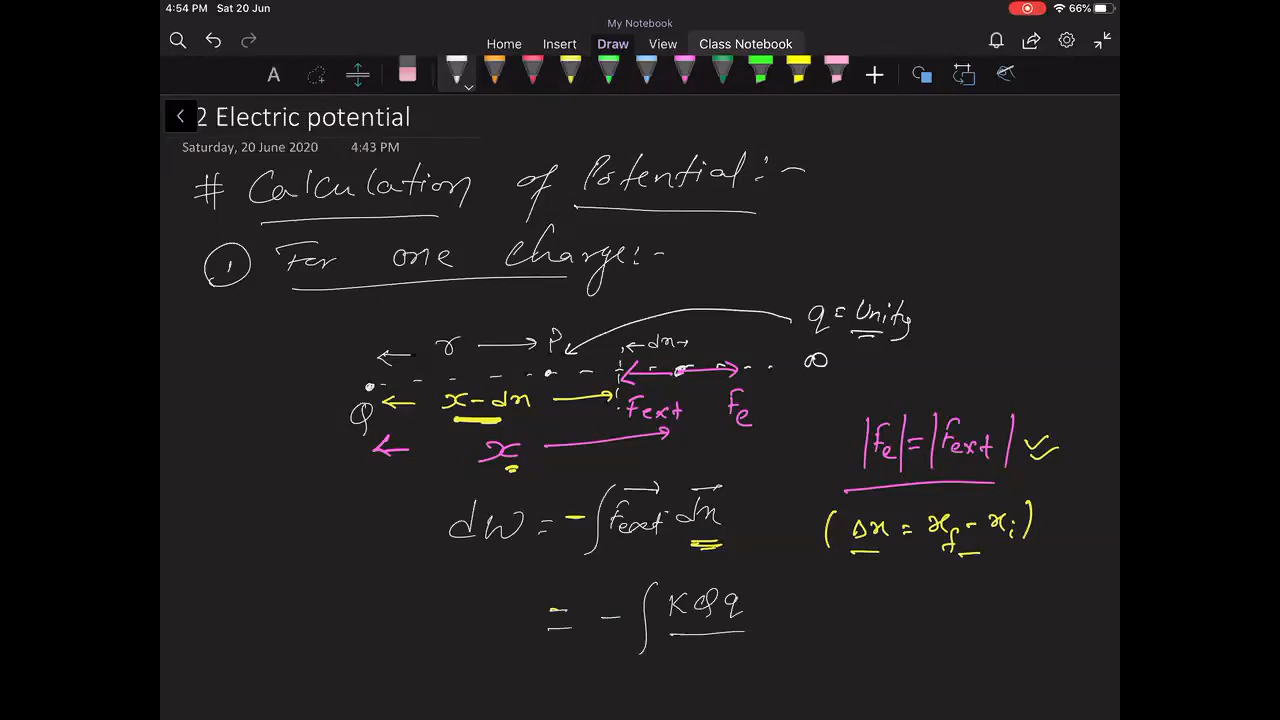 4:54 PM Sat 20 Jun 66%
My Notebook
Home Insert Draw View Class Notebook
A
2 Electric potential
Saturday, 20 June 2020 4:43 PM
# Calculation of Potential :-
① For one charge :-
q = Unity
r P dx ∞
Q x-dx Fext Fe
x
|Fe| = |Fext|
dW = - ∫ Fext · dx
(Δx = xf - xi)
= - ∫ KQq